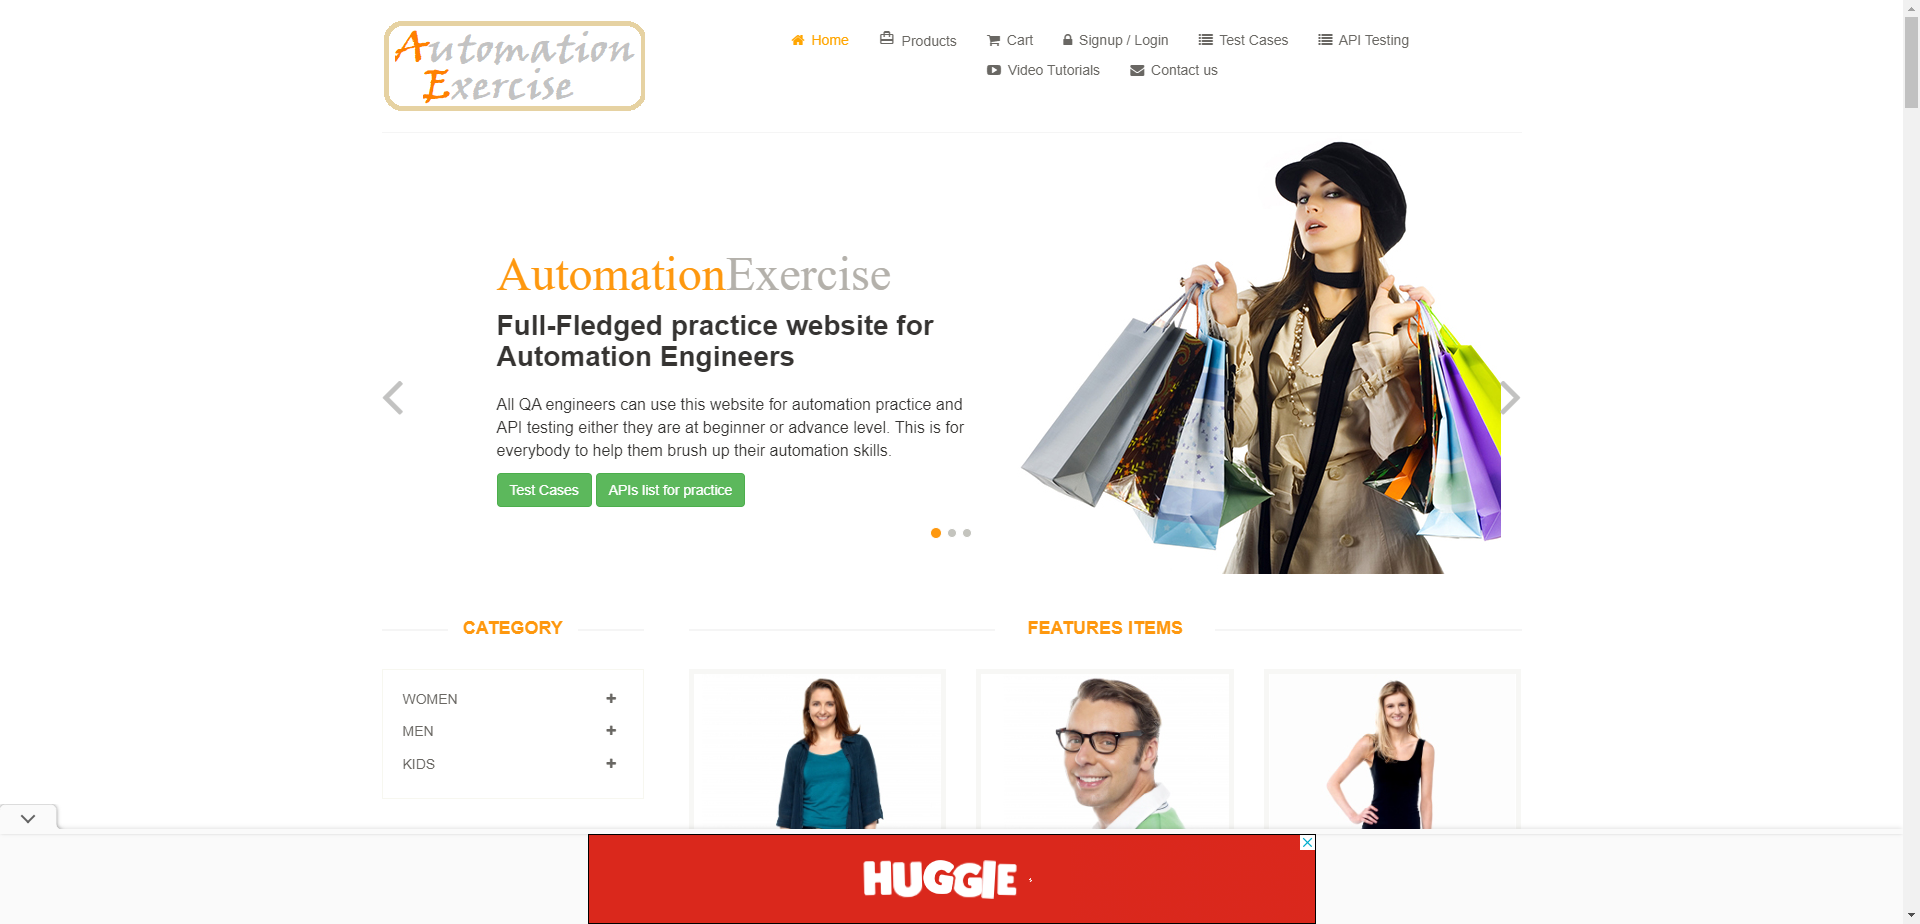 Automation
Exercise
Home
Products
Cart
Signup / Login
Test Cases
API Testing
Video Tutorials
Contact us
AutomationExercise
Full-Fledged practice website for
Automation Engineers
All QA engineers can use this website for automation practice and
API testing either they are at beginner or advance level. This is for
everybody to help them brush up their automation skills.
Test Cases
APIs list for practice
CATEGORY
FEATURES ITEMS
WOMEN
MEN
KIDS
HUGGIE